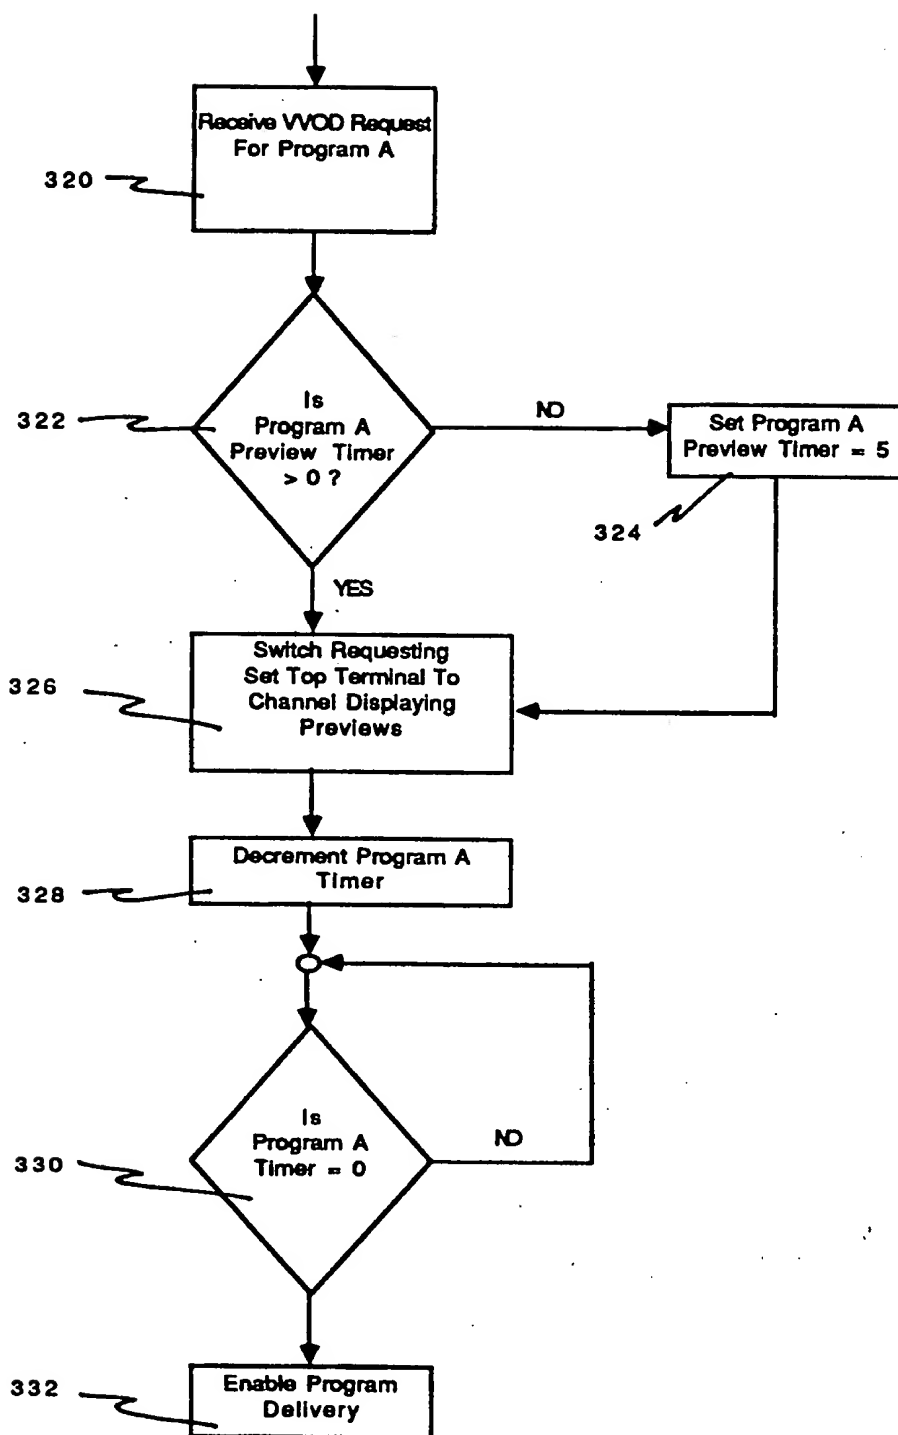 Receive VVOD Request
For Program A
320
Is
Program A
Preview Timer
> 0 ?
322
NO
Set Program A
Preview Timer = 5
324
YES
Switch Requesting
Set Top Terminal To
Channel Displaying
Previews
326
Decrement Program A
Timer
328
Is
Program A
Timer = 0
330
NO
Enable Program
Delivery
332